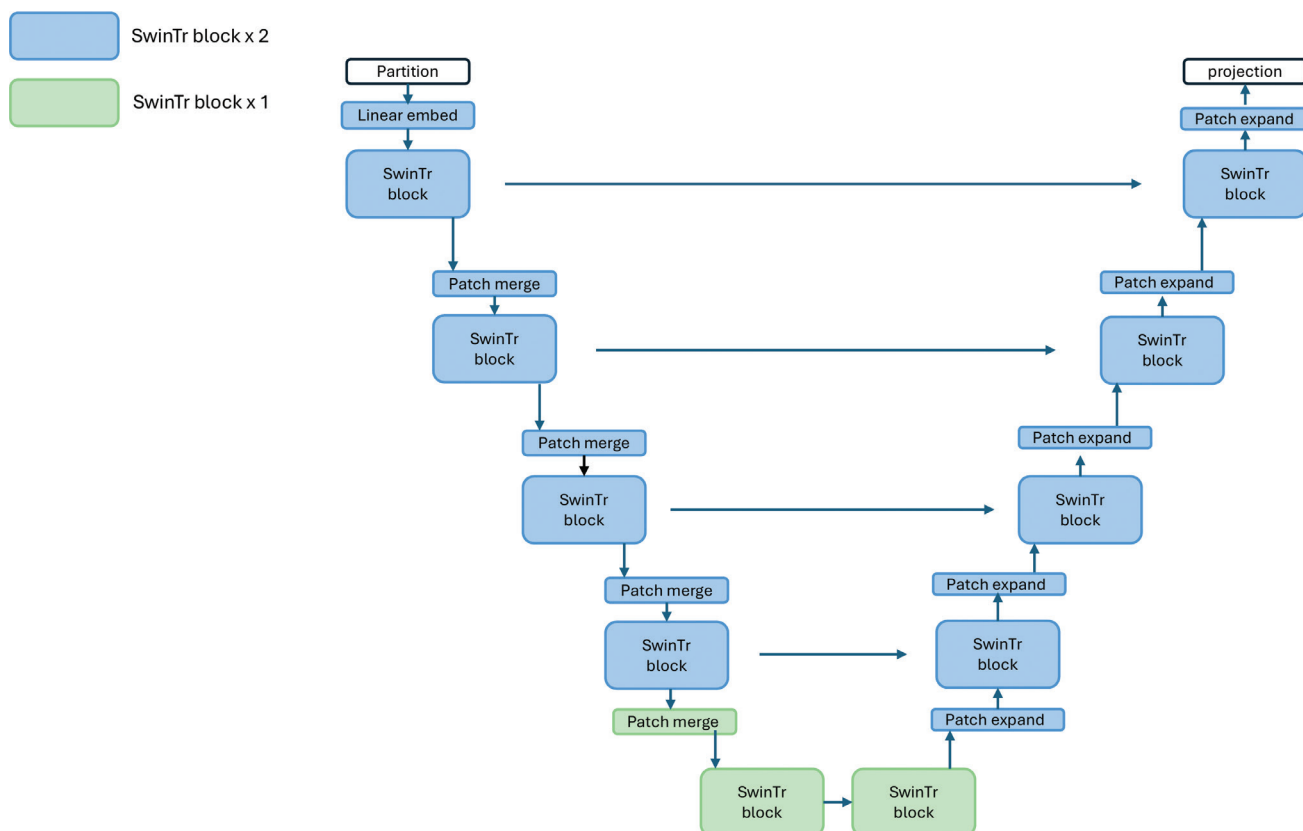 SwinTr block x 2
SwinTr block x 1
Partition
projection
Linear embed
Patch expand
SwinTr
block
SwinTr
block
Patch merge
Patch expand
SwinTr
block
SwinTr
block
Patch merge
Patch expand
SwinTr
block
SwinTr
block
Patch merge
Patch expand
SwinTr
block
SwinTr
block
Patch merge
Patch expand
SwinTr
block
SwinTr
block